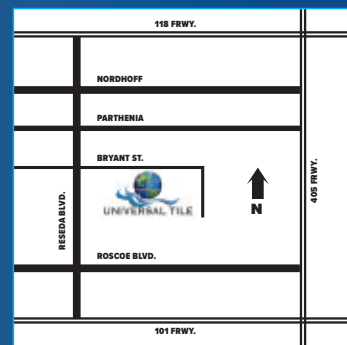 118 FRWY.
NORDHOFF
PARTHENIA
BRYANT ST.
UNIVERSAL TILE
RESEDA BLVD.
N
405 FRWY.
ROSCOE BLVD.
101 FRWY.